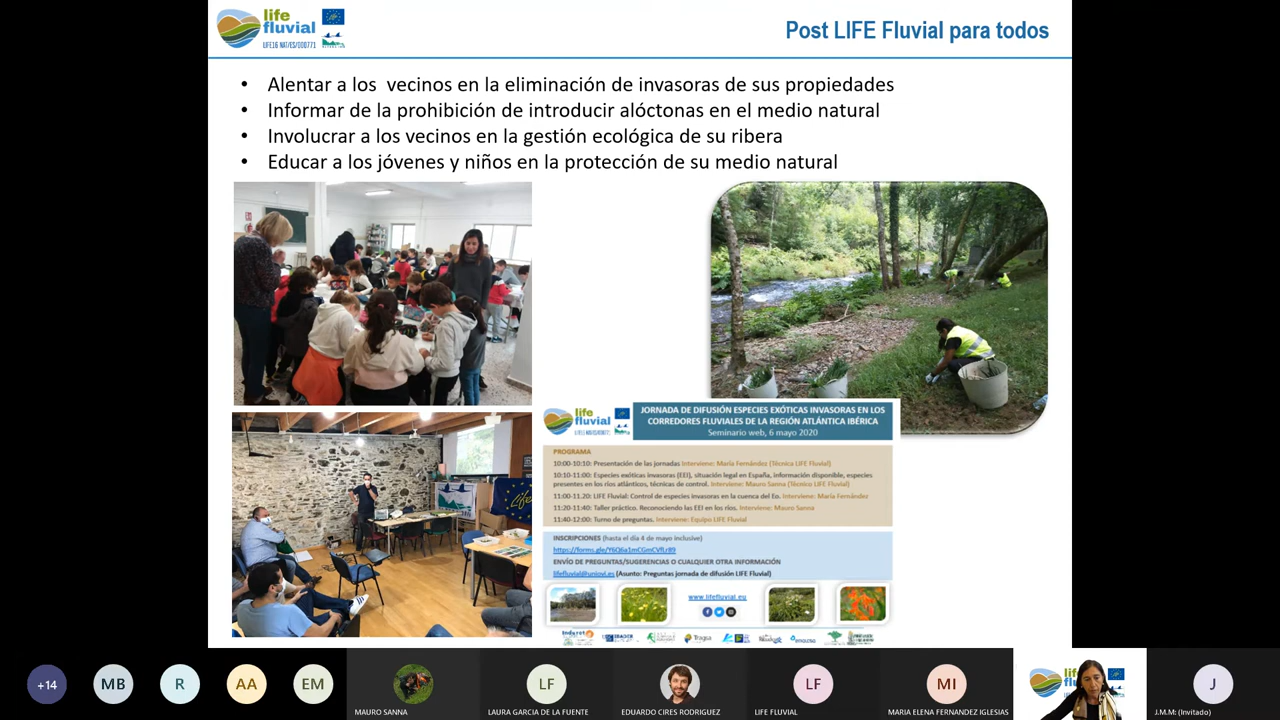 life
fluvial
LIFE16 NAT/ES/000771
Post LIFE Fluvial para todos
• Alentar a los vecinos en la eliminación de invasoras de sus propiedades
• Informar de la prohibición de introducir alóctonas en el medio natural
• Involucrar a los vecinos en la gestión ecológica de su ribera
• Educar a los jóvenes y niños en la protección de su medio natural
life
fluvial
JORNADA DE DIFUSIÓN ESPECIES EXÓTICAS INVASORAS EN LOS
CORREDORES FLUVIALES DE LA REGIÓN ATLÁNTICA IBÉRICA
Seminario web, 6 mayo 2020
PROGRAMA
10:00-10:10: Presentación de las jornadas Interviene: María Fernández (Técnica LIFE Fluvial)
10:10-11:00: Especies exóticas invasoras (EEI), situación legal en España, información disponible, especies
presentes en los ríos atlánticos, técnicas de control. Interviene: Mauro Sanna (Técnico LIFE Fluvial)
11:00-11.20: LIFE Fluvial: Control de especies invasoras en la cuenca del Eo. Interviene: María Fernández
11:20-11:40: Taller práctico. Reconociendo las EEI en los ríos. Interviene: Mauro Sanna
11:40-12:00: Turno de preguntas. Interviene: Equipo LIFE Fluvial
INSCRIPCIONES (hasta el día 4 de mayo inclusive)
ENVÍO DE PREGUNTAS/SUGERENCIAS O CUALQUIER OTRA INFORMACIÓN
lifefluvial@uniovi.es (Asunto: Preguntas jornada de difusión LIFE Fluvial)
www.lifefluvial.eu
Tragsa
life
+14
MB
R
AA
EM
LF
LF
MI
life
J
MAURO SANNA
LAURA GARCIA DE LA FUENTE
EDUARDO CIRES RODRIGUEZ
LIFE FLUVIAL
MARIA ELENA FERNANDEZ IGLESIAS
J.M.M: (Invitado)